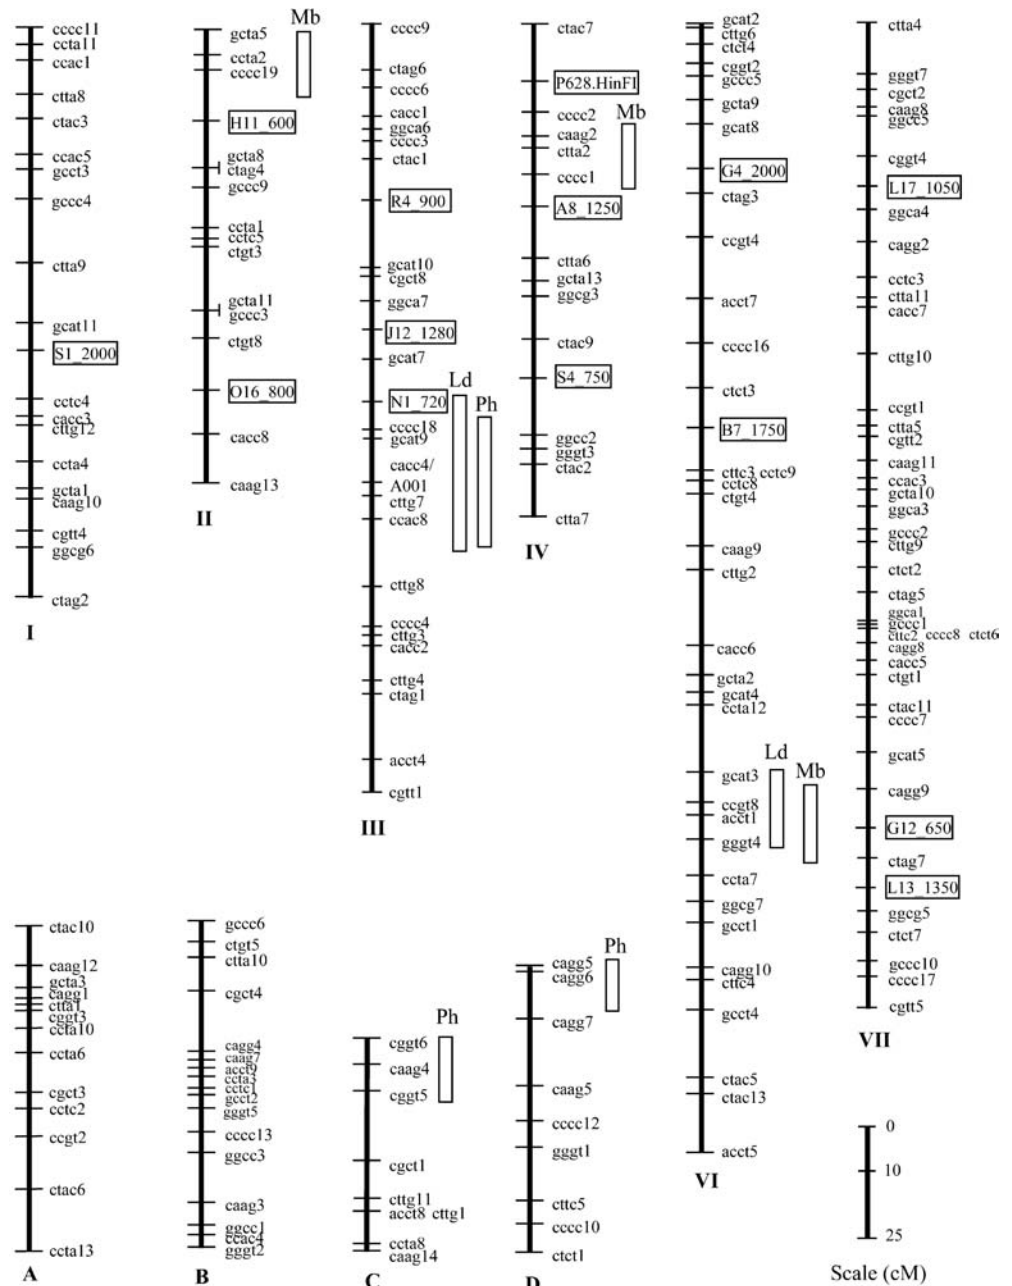 cccc11
ccta11
ccac1
ctta8
ctac3
ccac5
gcct3
gccc4
ctta9
gcat11
S1_2000
cctc4
cacc3
cttg12
ccta4
gcta1
caag10
cgtt4
ggcg6
ctag2
I
Mb
gcta5
ccta2
cccc19
H11_600
gcta8
ctag4
gccc9
ccta1
cctc5
ctgt3
gcta11
gccc3
ctgt8
O16_800
cacc8
caag13
II
cccc9
ctag6
cccc6
cacc1
ggca6
cccc3
ctac1
R4_900
gcat10
cgct8
ggca7
J12_1280
gcat7
Ld
N1_720
Ph
cccc18
gcat9
cacc4/
A001
cttg7
ccac8
cttg8
cccc4
cttg3
cacc2
cttg4
ctag1
acct4
cgtt1
III
ctac7
P628.HinFI
Mb
cccc2
caag2
ctta2
cccc1
A8_1250
ctta6
gcta13
ggcg3
ctac9
S4_750
ggcc2
gggt3
ctac2
ctta7
IV
gcat2
cttg6
ctct4
cggt2
gccc5
gcta9
gcat8
G4_2000
ctag3
ccgt4
acct7
cccc16
ctct3
B7_1750
cttc3 cctc9
cctc8
ctgt4
caag9
cttg2
cacc6
gcta2
gcat4
ccta12
Ld
gcat3
Mb
ccgt8
acct1
gggt4
ccta7
ggcg7
gcct1
cagg10
cttc4
gcct4
ctac5
ctac13
acct5
VI
ctta4
gggt7
cgct2
caag8
ggcc5
cggt4
L17_1050
ggca4
cagg2
cctc3
ctta11
cacc7
cttg10
ccgt1
ctta5
cgtt2
caag11
ccac3
gcta10
ggca3
gccc2
cttg9
ctct2
ctag5
ggca1
gccc1
cttc2 cccc8 ctct6
cagg8
cacc5
ctgt1
ctac11
cccc7
gcat5
cagg9
G12_650
ctag7
L13_1350
ggcg5
ctct7
gccc10
cccc17
cgtt5
VII
ctac10
caag12
gcta3
cagg1
ctta1
cggt3
ccta10
ccta6
cgct3
cctc2
ccgt2
ctac6
ccta13
A
gccc6
ctgt5
ctta10
cgct4
cagg4
caag7
acct9
ccta3
cctc1
gcct2
gggt5
cccc13
ggcc3
caag3
ggcc1
ccac4
gggt2
B
Ph
cggt6
caag4
cggt5
cgct1
cttg11
acct8 cttg1
ccta8
caag14
C
Ph
cagg5
cagg6
cagg7
caag5
cccc12
gggt1
cttc5
cccc10
ctct1
D
0
10
25
Scale (cM)